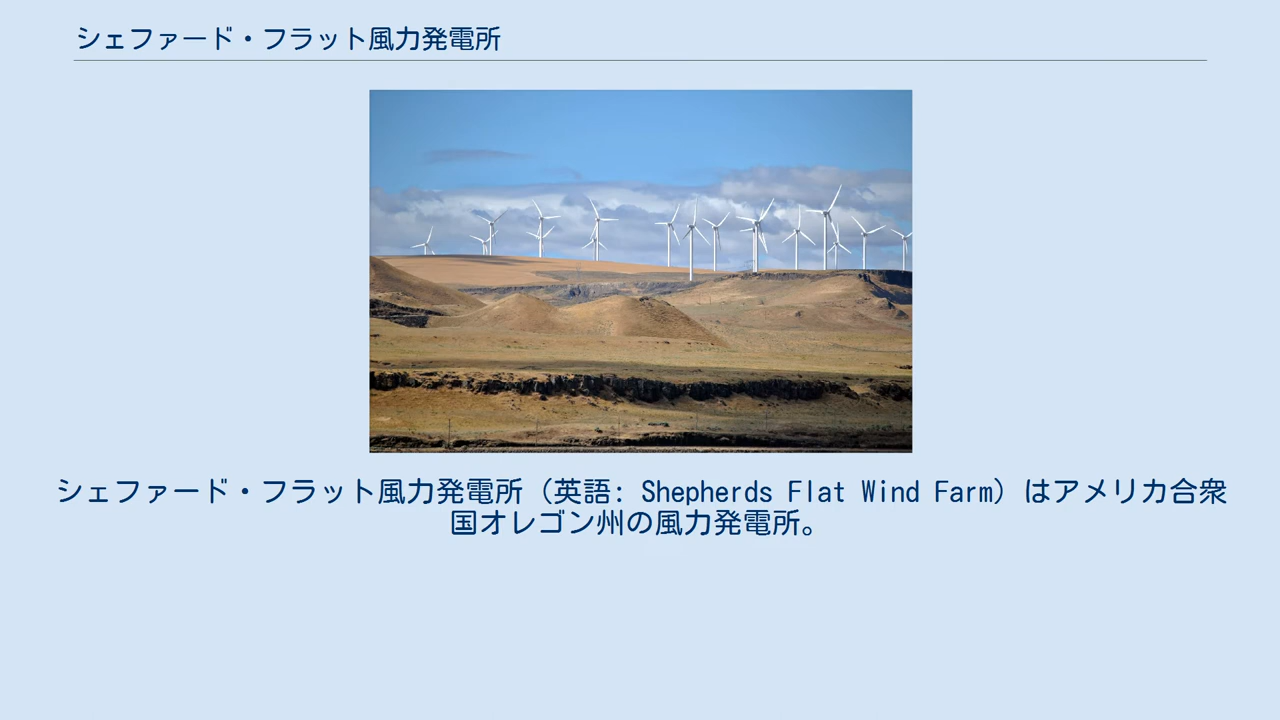 シェファード・フラット風力発電所
シェファード・フラット風力発電所（英語: Shepherds Flat Wind Farm）はアメリカ合衆
国オレゴン州の風力発電所。